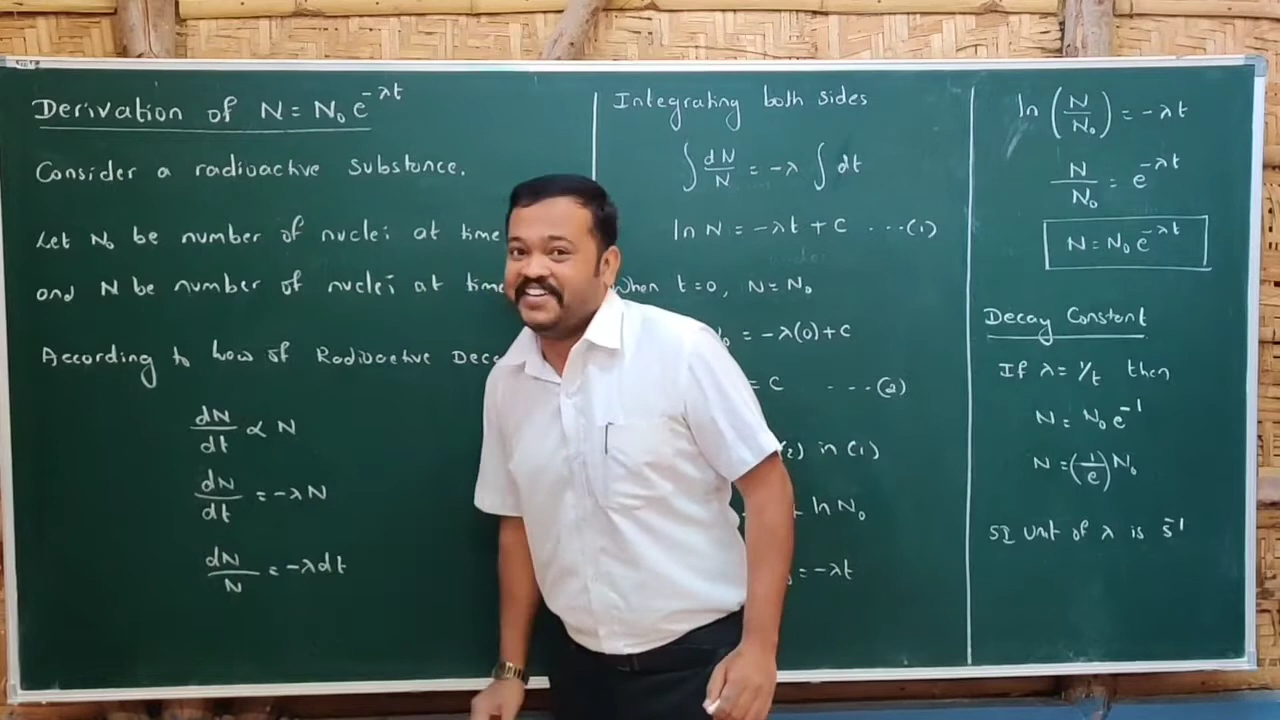 Derivation of N = N₀ e^-λt
Consider a radioactive substance.
Let N₀ be number of nuclei at time
and N be number of nuclei at time
According to Law of Radioactive
dN/dt ∝ N
dN/dt = -λN
dN/N = -λdt
Integrating both sides
∫ dN/N = -λ ∫ dt
ln N = -λt + C ....(1)
When t=0, N=N₀
= -λ(0)+C
= C ....(2)
(2) in (1)
ln N₀
= -λt
ln (N/N₀) = -λt
N/N₀ = e^-λt
N = N₀ e^-λt
Decay Constant
If λ = 1/t then
N = N₀ e^-1
N = (1/e) N₀
SI unit of λ is s^-1